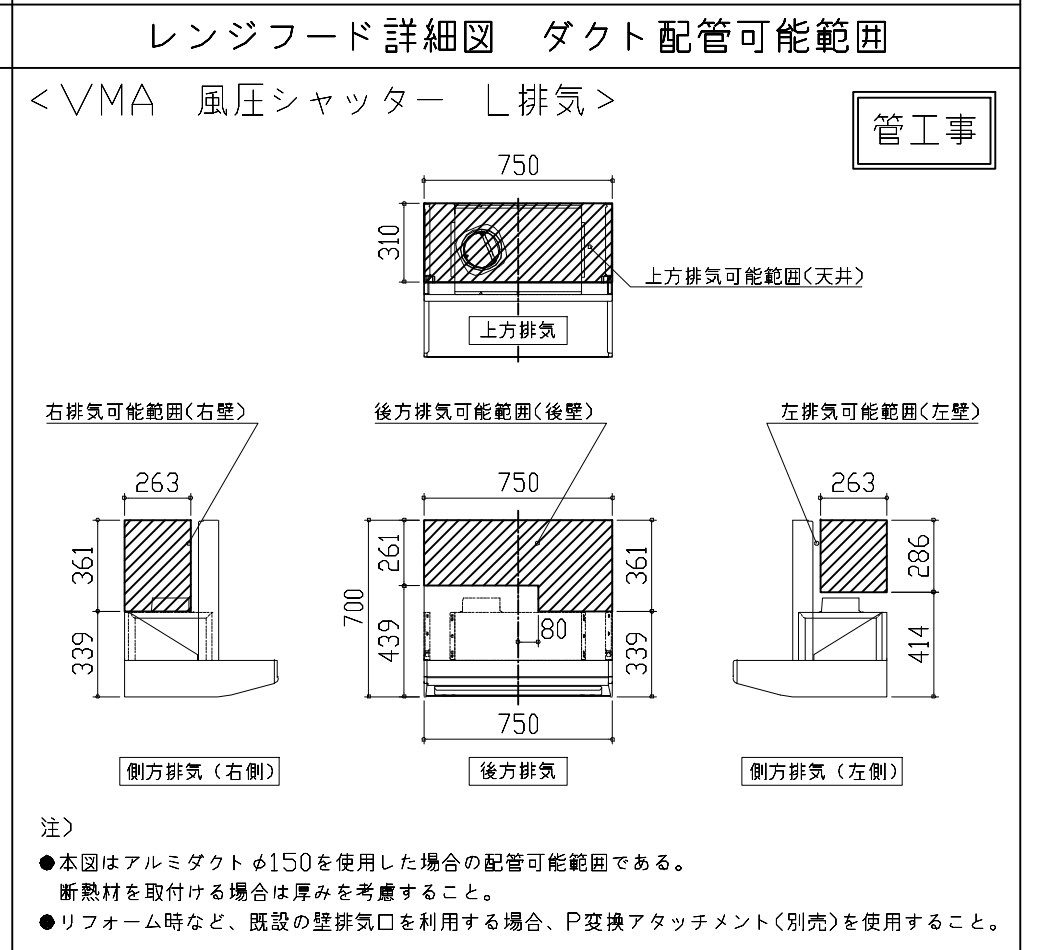 レンジフード詳細図　ダクト配管可能範囲
<VMA　風圧シャッター　L排気>
管工事
750
310
上方排気可能範囲(天井)
上方排気
右排気可能範囲(右壁)
後方排気可能範囲(後壁)
左排気可能範囲(左壁)
263
750
263
361
339
700
261
439
80
361
339
286
414
750
側方排気(右側)
後方排気
側方排気(左側)
注)
●本図はアルミダクトφ150を使用した場合の配管可能範囲である。
断熱材を取付ける場合は厚みを考慮すること。
●リフォーム時など、既設の壁排気口を利用する場合、P変換アタッチメント(別売)を使用すること。